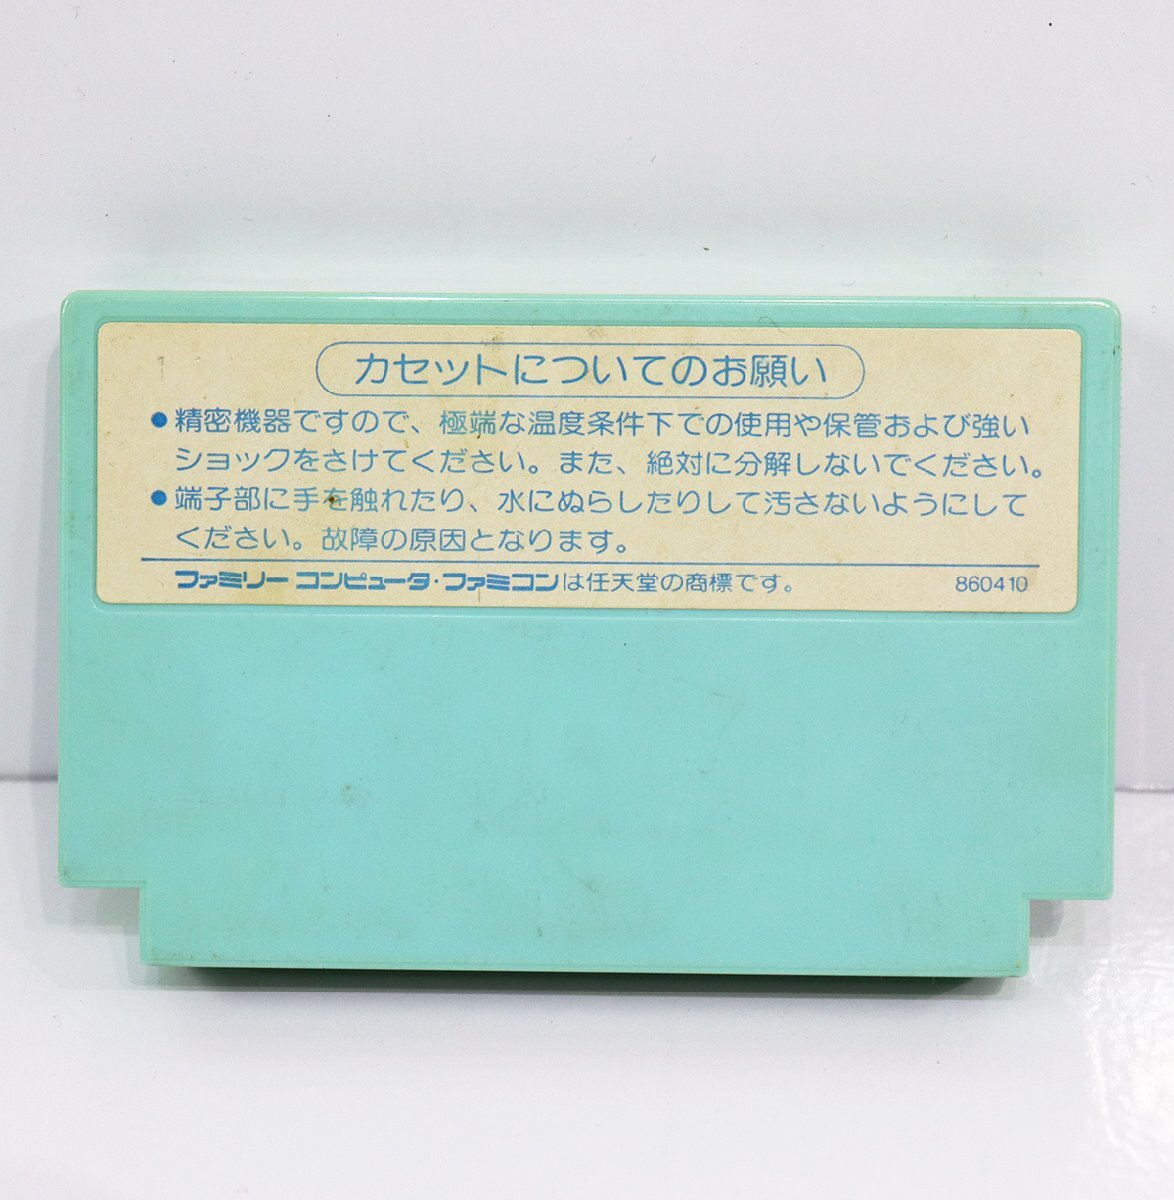 カセットについてのお願い
●精密機器ですので、極端な温度条件下での使用や保管および強い
ショックをさけてください。また、絶対に分解しないでください。
●端子部に手を触れたり、水にぬらしたりして汚さないようにして
ください。故障の原因となります。
ファミリーコンピュータ・ファミコンは任天堂の商標です。 860410